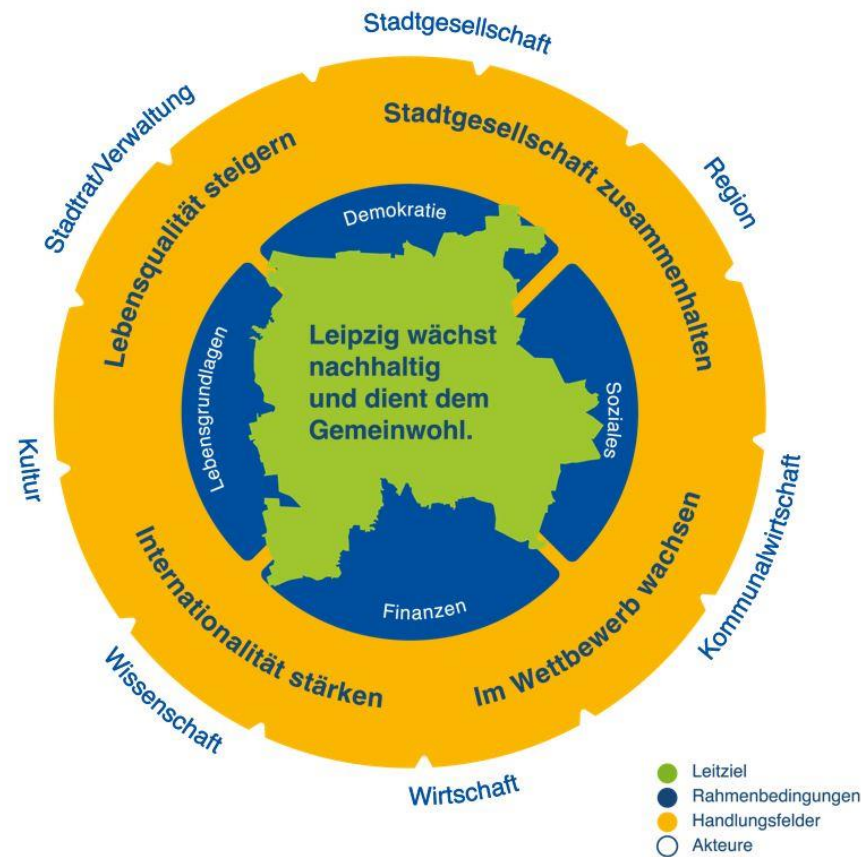 Stadtgesellschaft
Stadtrat/Verwaltung
Region
Kultur
Kommunalwirtschaft
Wissenschaft
Wirtschaft
Lebensqualität steigern
Stadtgesellschaft zusammenhalten
Internationalität stärken
Im Wettbewerb wachsen
Demokratie
Lebensgrundlagen
Soziales
Finanzen
Leipzig wächst
nachhaltig
und dient dem
Gemeinwohl.
Leitziel
Rahmenbedingungen
Handlungsfelder
Akteure